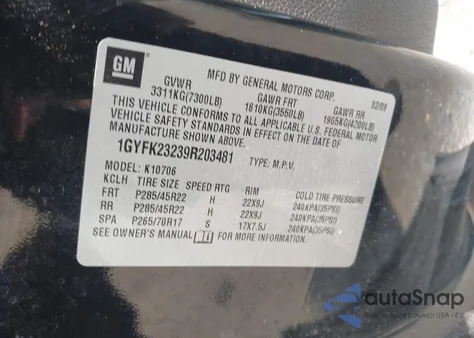 GM
MFD BY GENERAL MOTORS CORP. 02/09
GVWR GAWR FRT GAWR RR
3311KG(7300LB) 1610KG(3550LB) 1905KG(4200LB)
THIS VEHICLE CONFORMS TO ALL APPLICABLE U.S. FEDERAL MOTOR
VEHICLE SAFETY STANDARDS IN EFFECT ON THE DATE OF
MANUFACTURE SHOWN ABOVE.
1GYFK23239R203481 TYPE: M.P.V.
MODEL: K10706
KCLH TIRE SIZE SPEED RTG RIM COLD TIRE PRESSURE
FRT P285/45R22 H 22X9J 240KPA(35PSI)
RR P285/45R22 H 22X9J 240KPA(35PSI)
SPA P265/70R17 S 17X7.5J 240KPA(35PSI)
SEE OWNER'S MANUAL FOR MORE INFORMATION.
autoSnap
USA i EU